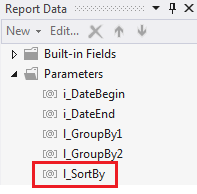 Report Data
New Edit...
Built-in Fields
Parameters
i_DateBegin
i_DateEnd
I_GroupBy1
I_GroupBy2
I_SortBy